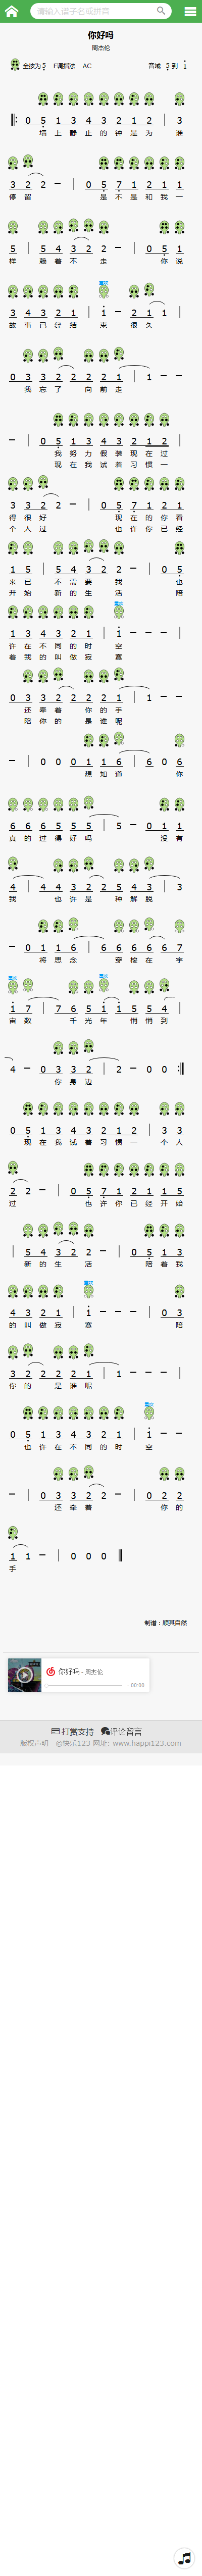 请输入谱子名或拼音
你好吗
周杰伦
全按为 5 F调指法 AC 音域 5 到 1
0 5 1 3 4 3 2 1 2 3
墙上静止的钟是为 谁
3 2 2 - 0 5 7 1 2 1 1
停留 是不是和我一
5 5 4 3 2 2 - 0 5 1
样 赖着不 走 你说
3 4 3 2 1 1 - 2 1 1
故事已经结 束 很久
0 3 3 2 2 2 2 2 1 1 - -
我忘了 向前走
- 0 5 1 3 4 3 2 1 2
我努力假装现在过
现在我试着习惯一
3 3 2 2 - 0 5 7 1 2 1
得很好 现在的你看
个人过 也许你已经
1 5 5 4 3 2 2 - 0 5
来已 不需要 我 也
开始 新的生 活 陪
1 3 4 3 2 1 1 - - -
许在不同的时 空
着我的叫做寂 寞
0 3 3 2 2 2 2 1 1 - -
还牵着 你的手
陪你的 是谁呢
- 0 0 0 1 1 6 6 0 6
想知道 你
6 6 6 5 5 5 5 - 0 1 1
真的过得好吗 没有
4 4 4 3 2 2 5 4 3 3
我 也许是 种解脱
- 0 1 1 6 6 6 6 6 6 7
将思念 穿梭在 宇
1 7 7 6 5 1 1 5 5 4
宙数 千光年 悄悄到
4 - 0 3 3 2 2 - 0 0
你身边
0 5 1 3 4 3 2 1 2 3 3
现在我试着习惯一 个人
2 2 - 0 5 7 1 2 1 1 5
过 也许你已经开始
5 4 3 2 2 - 0 5 1 3
新的生 活 陪着我
4 3 2 1 1 - - - 0 3
的叫做寂 寞 陪
3 2 2 2 2 1 1 - - -
你的 是谁呢
0 5 1 3 4 3 2 1 1 -
也许在不同的时 空
- 0 3 3 2 2 - 0 2 2
还牵着 你的
1 1 - 0 0 0
手
制谱：顺其自然
你好吗 - 周杰伦
- 00:00
打赏支持 评论留言
版权声明 ©快乐123 网址: www.happi123.com